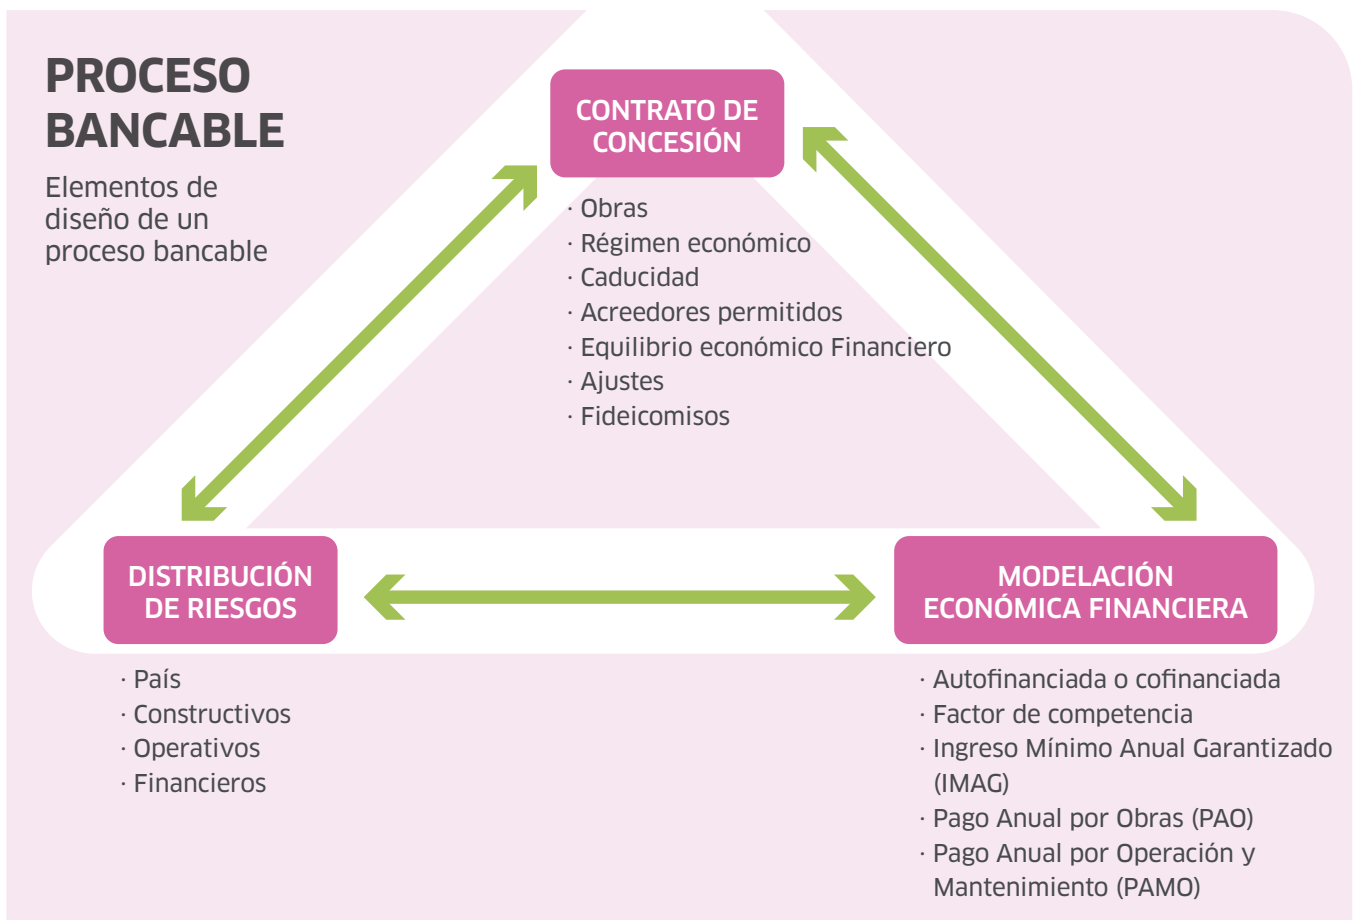 PROCESO
BANCABLE
Elementos de
diseño de un
proceso bancable
CONTRATO DE
CONCESIÓN
· Obras
· Régimen económico
· Caducidad
· Acreedores permitidos
· Equilibrio económico Financiero
· Ajustes
· Fideicomisos
DISTRIBUCIÓN
DE RIESGOS
· País
· Constructivos
· Operativos
· Financieros
MODELACIÓN
ECONÓMICA FINANCIERA
· Autofinanciada o cofinanciada
· Factor de competencia
· Ingreso Mínimo Anual Garantizado
(IMAG)
· Pago Anual por Obras (PAO)
· Pago Anual por Operación y
Mantenimiento (PAMO)